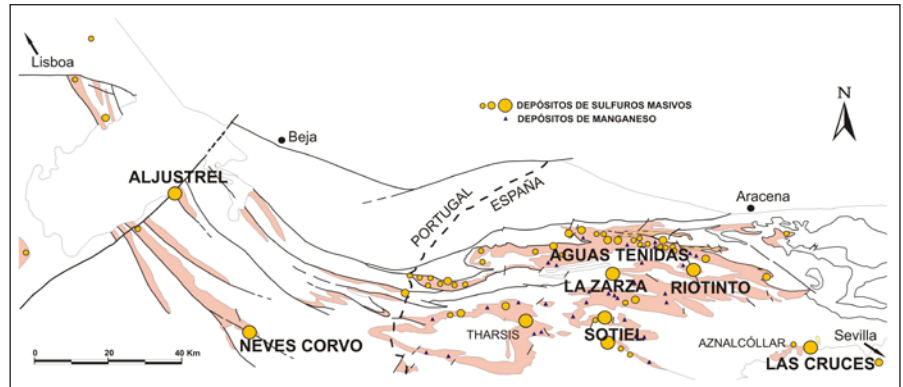 Lisboa
N
DEPÓSITOS DE SULFUROS MASIVOS
DEPÓSITOS DE MANGANESO
Beja
ALJUSTREL
PORTUGAL
ESPAÑA
Aracena
AGUAS TEÑIDAS
LA ZARZA
RIOTINTO
THARSIS
SOTIEL
NEVES CORVO
AZNALCÓLLAR
Sevilla
LAS CRUCES
0 20 40 Km